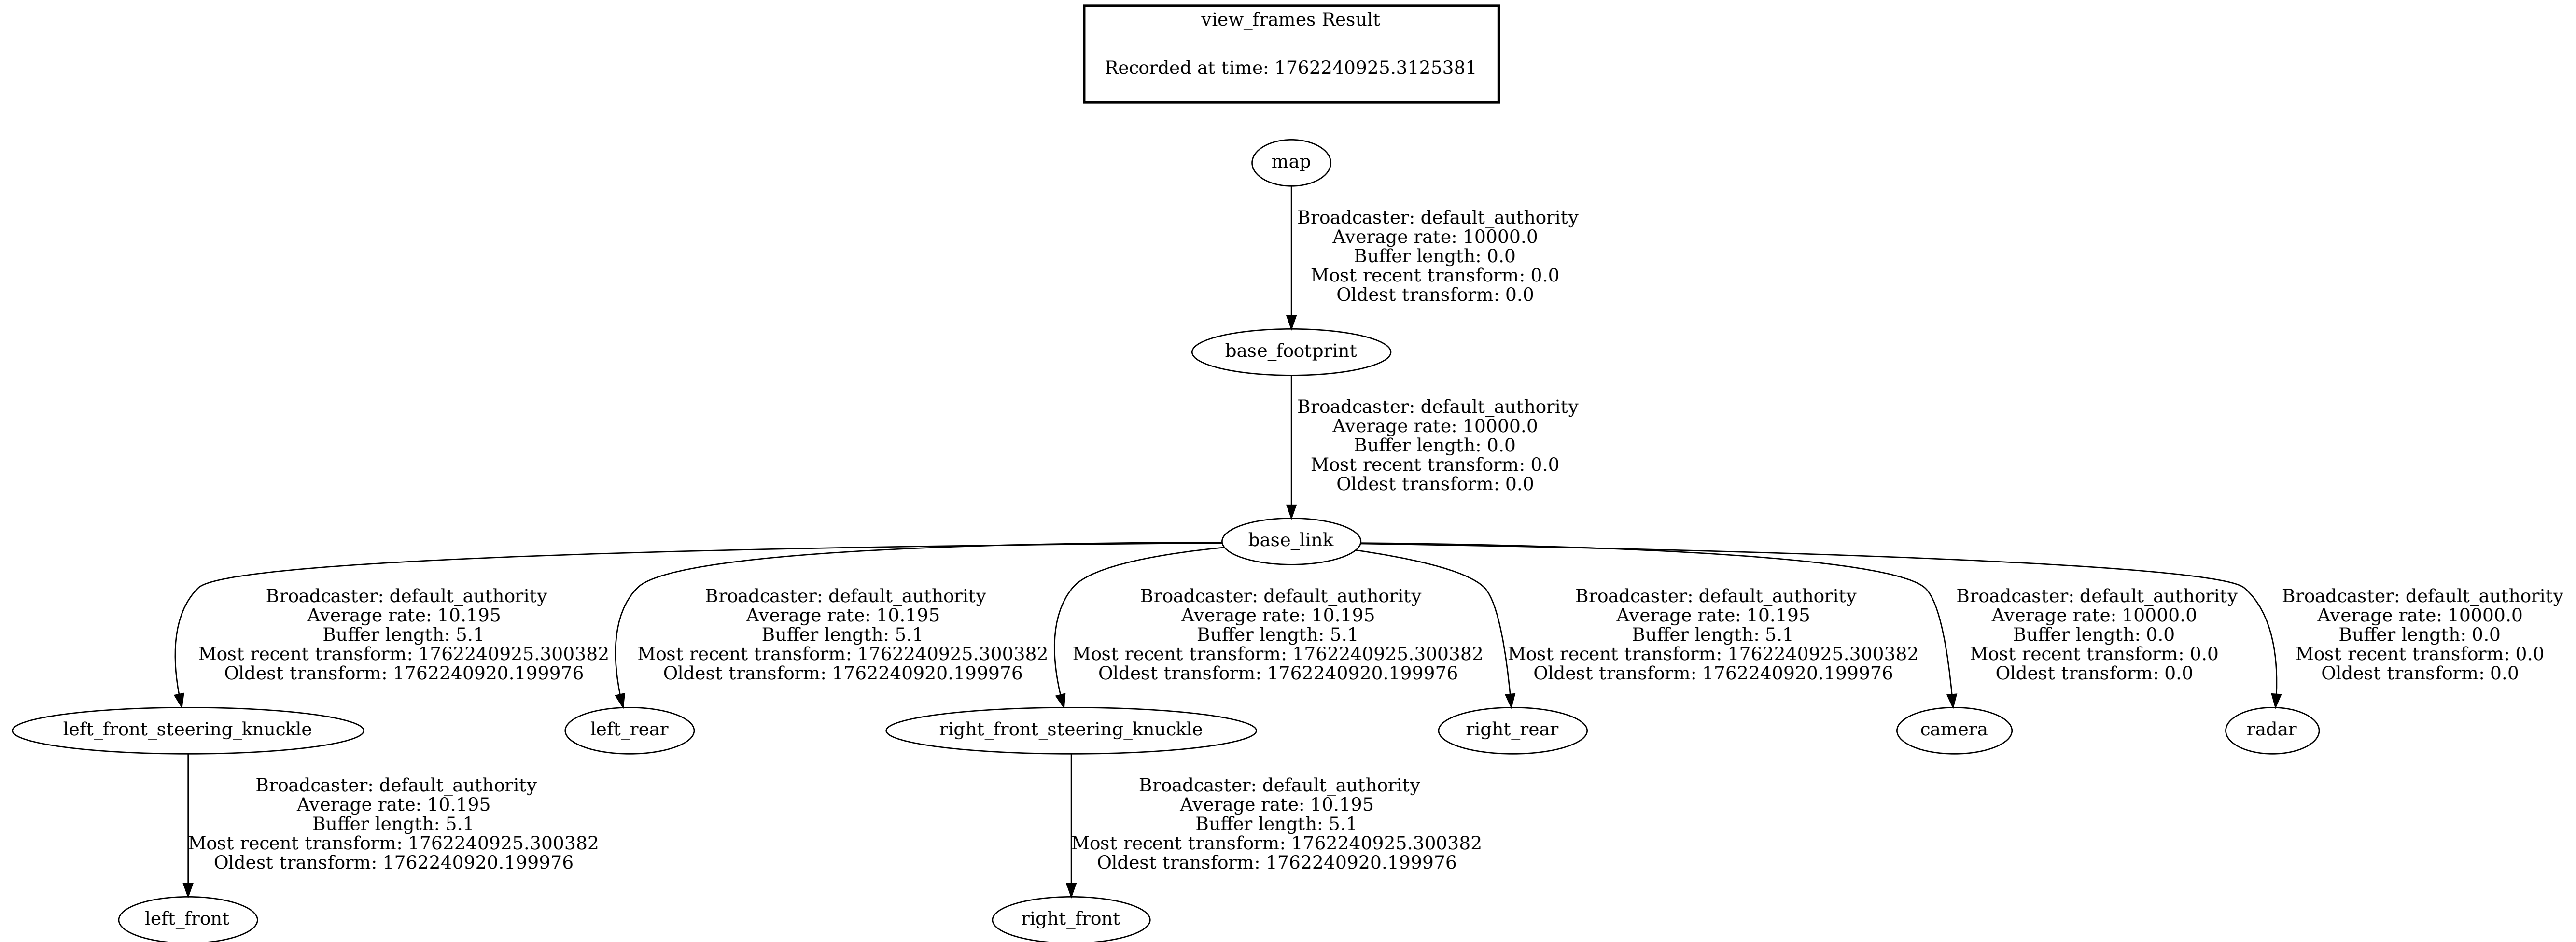 view_frames Result
Recorded at time: 1762240925.3125381
map
Broadcaster: default_authority
Average rate: 10000.0
Buffer length: 0.0
Most recent transform: 0.0
Oldest transform: 0.0
base_footprint
Broadcaster: default_authority
Average rate: 10000.0
Buffer length: 0.0
Most recent transform: 0.0
Oldest transform: 0.0
base_link
Broadcaster: default_authority
Average rate: 10.195
Buffer length: 5.1
Most recent transform: 1762240925.300382
Oldest transform: 1762240920.199976
Broadcaster: default_authority
Average rate: 10.195
Buffer length: 5.1
Most recent transform: 1762240925.300382
Oldest transform: 1762240920.199976
Broadcaster: default_authority
Average rate: 10.195
Buffer length: 5.1
Most recent transform: 1762240925.300382
Oldest transform: 1762240920.199976
Broadcaster: default_authority
Average rate: 10.195
Buffer length: 5.1
Most recent transform: 1762240925.300382
Oldest transform: 1762240920.199976
Broadcaster: default_authority
Average rate: 10000.0
Buffer length: 0.0
Most recent transform: 0.0
Oldest transform: 0.0
Broadcaster: default_authority
Average rate: 10000.0
Buffer length: 0.0
Most recent transform: 0.0
Oldest transform: 0.0
left_front_steering_knuckle
left_rear
right_front_steering_knuckle
right_rear
camera
radar
Broadcaster: default_authority
Average rate: 10.195
Buffer length: 5.1
Most recent transform: 1762240925.300382
Oldest transform: 1762240920.199976
Broadcaster: default_authority
Average rate: 10.195
Buffer length: 5.1
Most recent transform: 1762240925.300382
Oldest transform: 1762240920.199976
left_front
right_front